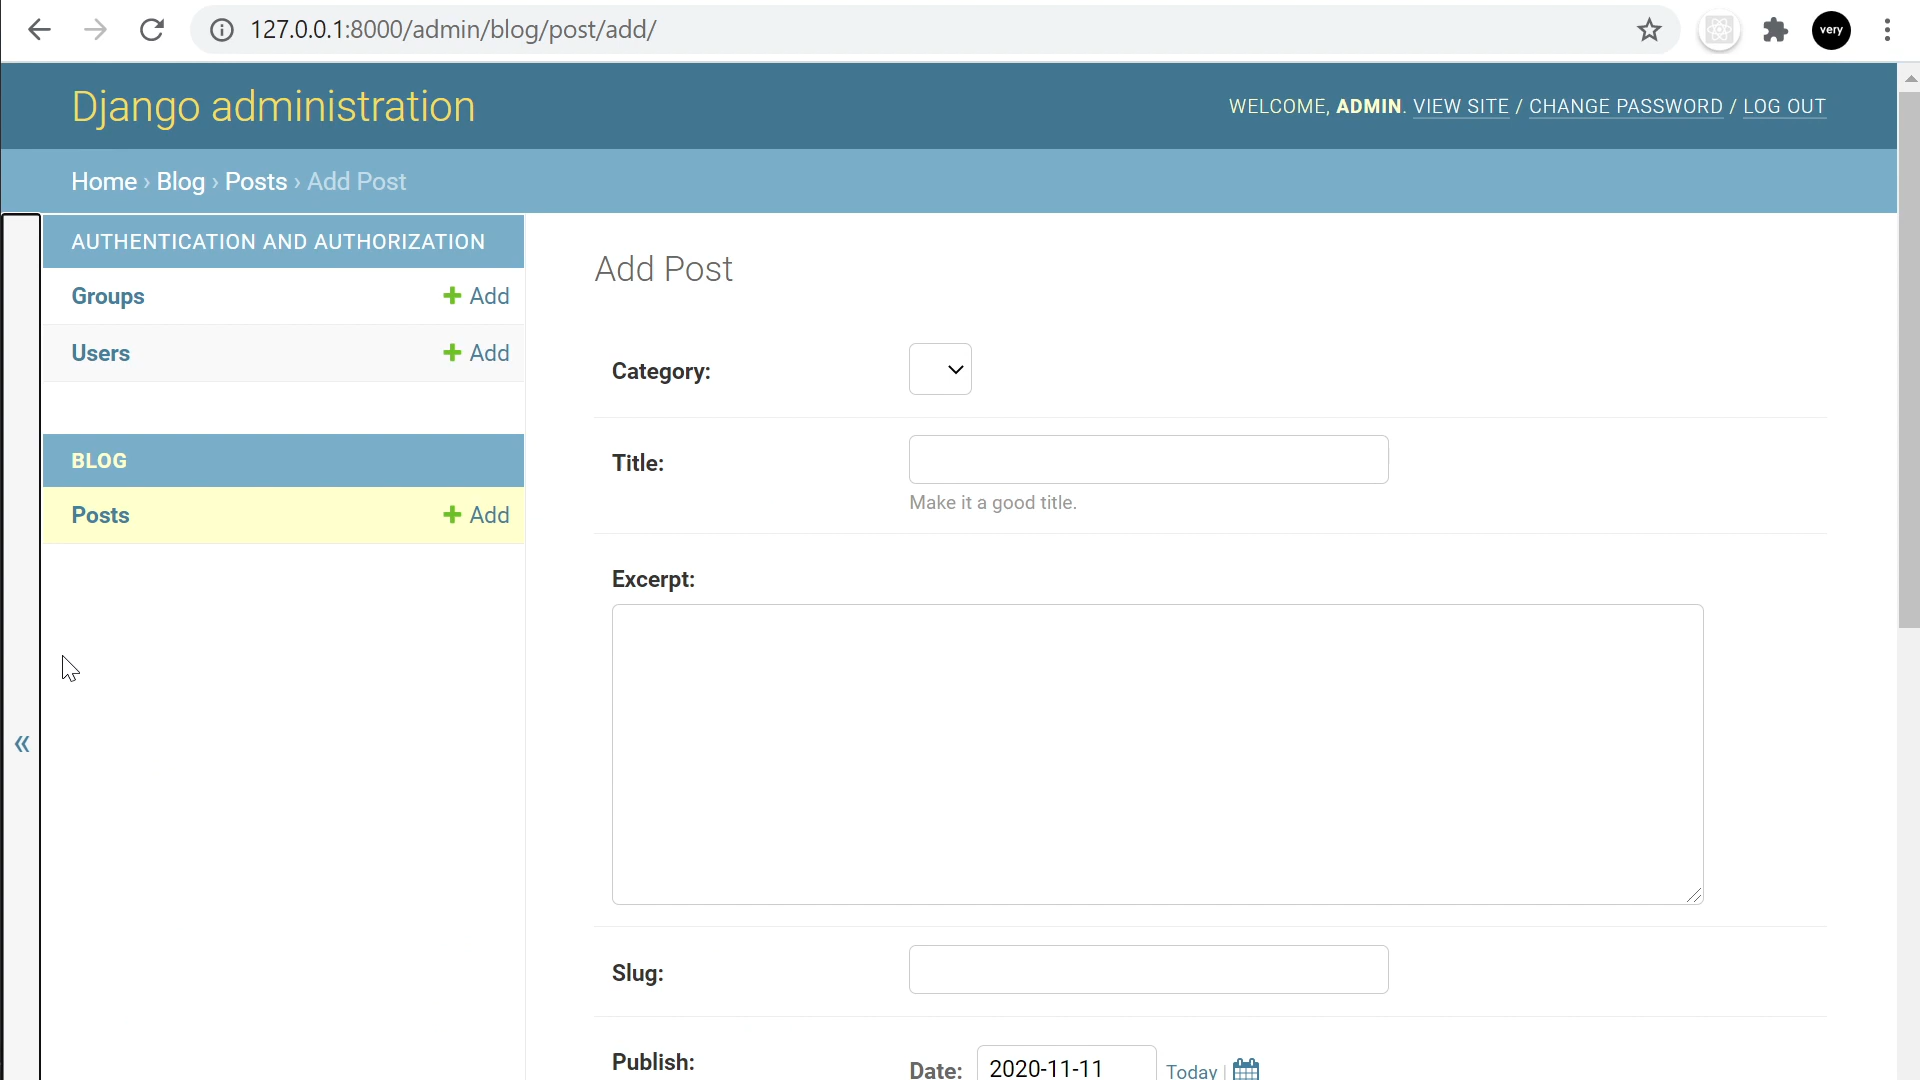 127.0.0.1:8000/admin/blog/post/add/
very
Django administration
WELCOME, ADMIN. VIEW SITE / CHANGE PASSWORD / LOG OUT
Home › Blog › Posts › Add Post
AUTHENTICATION AND AUTHORIZATION
Groups + Add
Users + Add
BLOG
Posts + Add
«
Add Post
Category:
Title:
Make it a good title.
Excerpt:
Slug:
Publish: Date: 2020-11-11 Today |